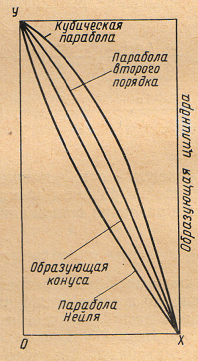 У
Кубическая
парабола
Парабола
второго
порядка
Образующая цилиндра
Образующая
конуса
Парабола
Нейля
О
Х